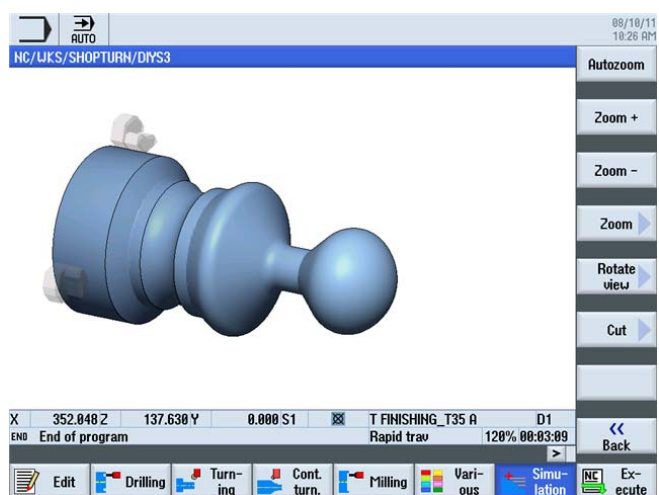 08/10/11
10:26 AM
AUTO
NC/WKS/SHOPTURN/DIYS3
Autozoom
Zoom +
Zoom -
Zoom
Rotate
view
Cut
X 352.048 Z 137.630 Y 0.000 S1 T FINISHING_T35 A D1
END End of program Rapid trav 120% 00:03:09
>
<<
Back
Edit
Drilling
Turn-
ing
Cont.
turn.
Milling
Vari-
ous
Simu-
lation
NC Ex-
ecute